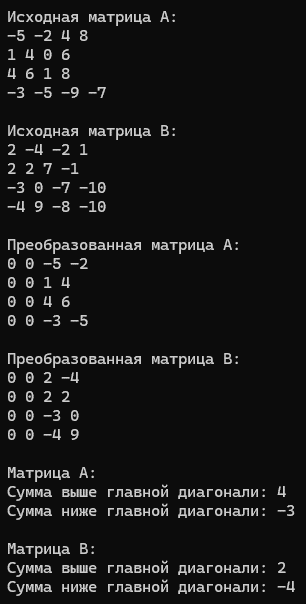 Исходная матрица A:
-5 -2 4 8
1 4 0 6
4 6 1 8
-3 -5 -9 -7
Исходная матрица B:
2 -4 -2 1
2 2 7 -1
-3 0 -7 -10
-4 9 -8 -10
Преобразованная матрица A:
0 0 -5 -2
0 0 1 4
0 0 4 6
0 0 -3 -5
Преобразованная матрица B:
0 0 2 -4
0 0 2 2
0 0 -3 0
0 0 -4 9
Матрица A:
Сумма выше главной диагонали: 4
Сумма ниже главной диагонали: -3
Матрица B:
Сумма выше главной диагонали: 2
Сумма ниже главной диагонали: -4